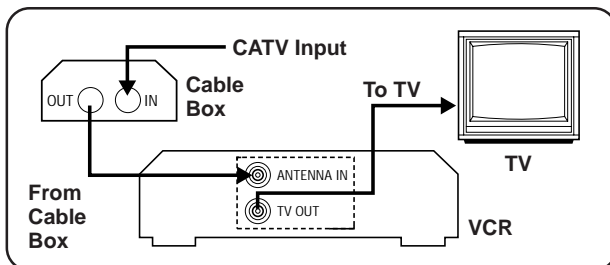 CATV Input
Cable
Box
OUT
IN
To TV
TV
ANTENNA IN
TV OUT
From
Cable
Box
VCR